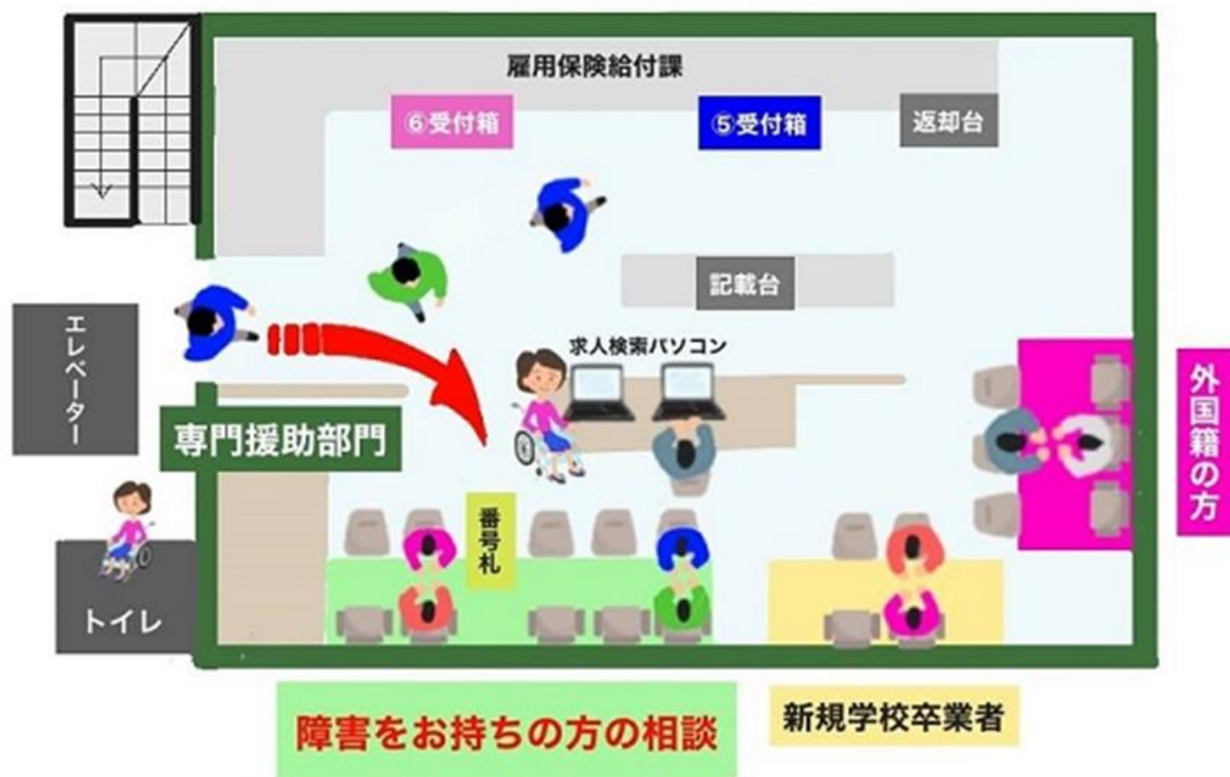 雇用保険給付課
⑥受付箱
⑤受付箱
返却台
記載台
エレベーター
求人検索パソコン
専門援助部門
外国籍の方
番号札
トイレ
障害をお持ちの方の相談
新規学校卒業者